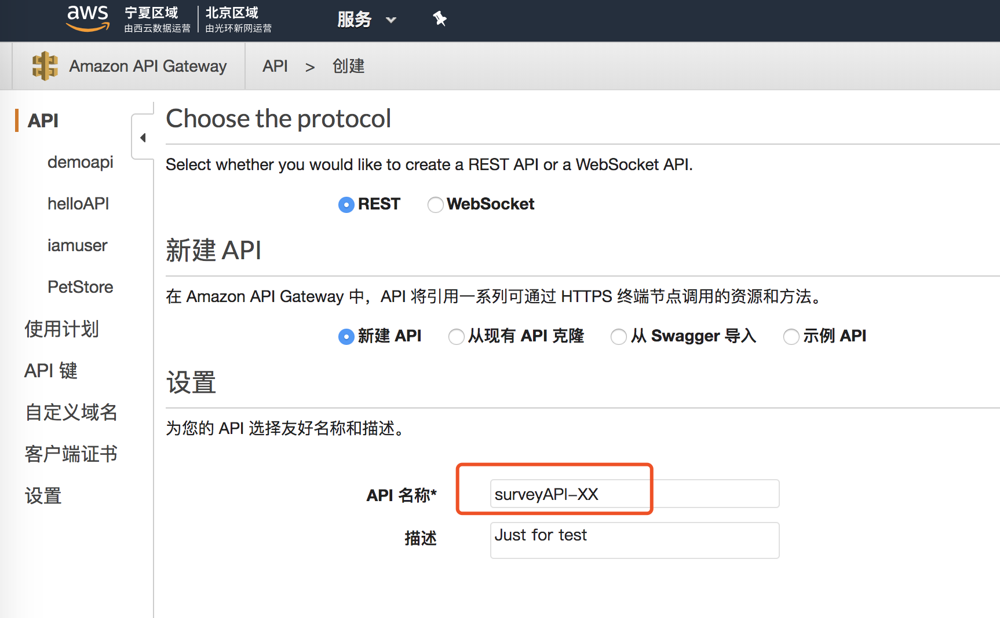 aws 宁夏区域 北京区域 服务
由西云数据运营 由光环新网运营
Amazon API Gateway API > 创建
API
demoapi
helloAPI
iamuser
PetStore
使用计划
API 键
自定义域名
客户端证书
设置
Choose the protocol
Select whether you would like to create a REST API or a WebSocket API.
REST WebSocket
新建 API
在 Amazon API Gateway 中，API 将引用一系列可通过 HTTPS 终端节点调用的资源和方法。
新建 API 从现有 API 克隆 从 Swagger 导入 示例 API
设置
为您的 API 选择友好名称和描述。
API 名称* surveyAPI-XX
描述 Just for test